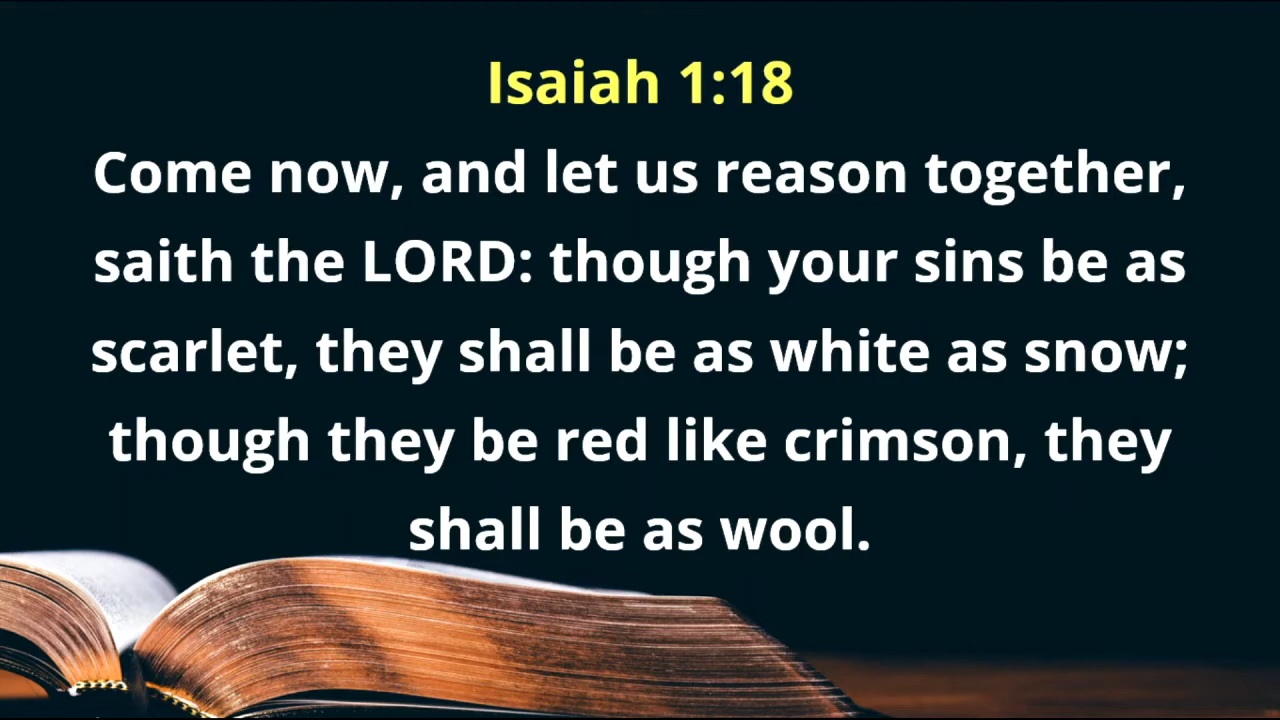 Isaiah 1:18
Come now, and let us reason together,
saith the LORD: though your sins be as
scarlet, they shall be as white as snow;
though they be red like crimson, they
shall be as wool.